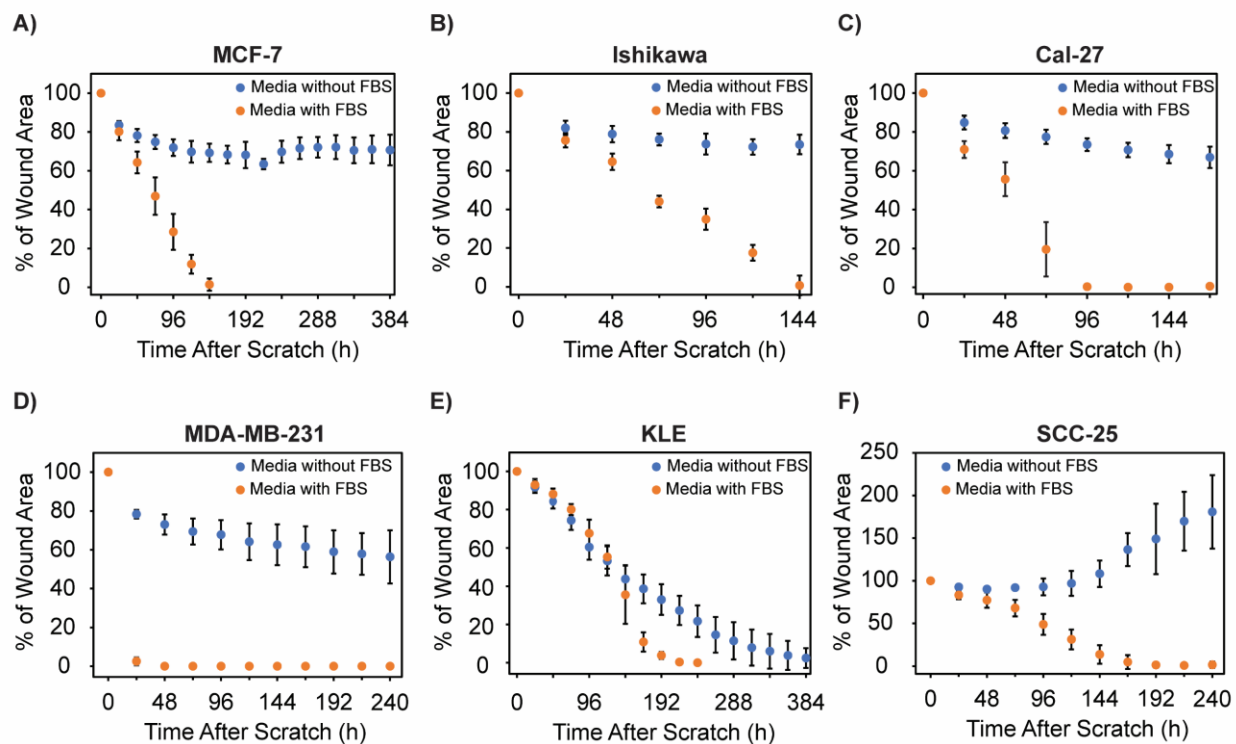 A)
MCF-7
Media without FBS
Media with FBS
% of Wound Area
100
80
60
40
20
0
0 96 192 288 384
Time After Scratch (h)
B)
Ishikawa
Media without FBS
Media with FBS
% of Wound Area
100
80
60
40
20
0
0 48 96 144
Time After Scratch (h)
C)
Cal-27
Media without FBS
Media with FBS
% of Wound Area
100
80
60
40
20
0
0 48 96 144
Time After Scratch (h)
D)
MDA-MB-231
Media without FBS
Media with FBS
% of Wound Area
100
80
60
40
20
0
0 48 96 144 192 240
Time After Scratch (h)
E)
KLE
Media without FBS
Media with FBS
% of Wound Area
100
80
60
40
20
0
0 96 192 288 384
Time After Scratch (h)
F)
SCC-25
Media without FBS
Media with FBS
% of Wound Area
250
200
150
100
50
0
0 48 96 144 192 240
Time After Scratch (h)